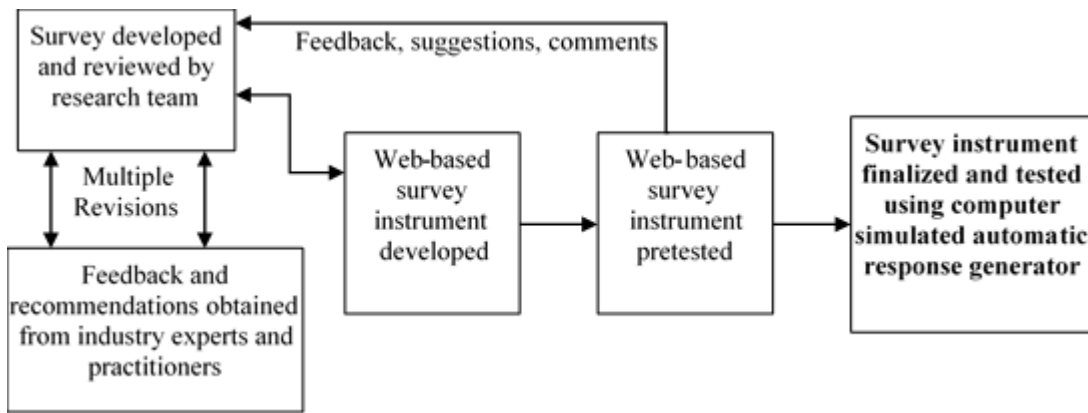 Survey developed
and reviewed by
research team
Feedback, suggestions, comments
Multiple
Revisions
Feedback and
recommendations obtained
from industry experts and
practitioners
Web-based
survey
instrument
developed
Web-based
survey
instrument
pretested
Survey instrument
finalized and tested
using computer
simulated automatic
response generator